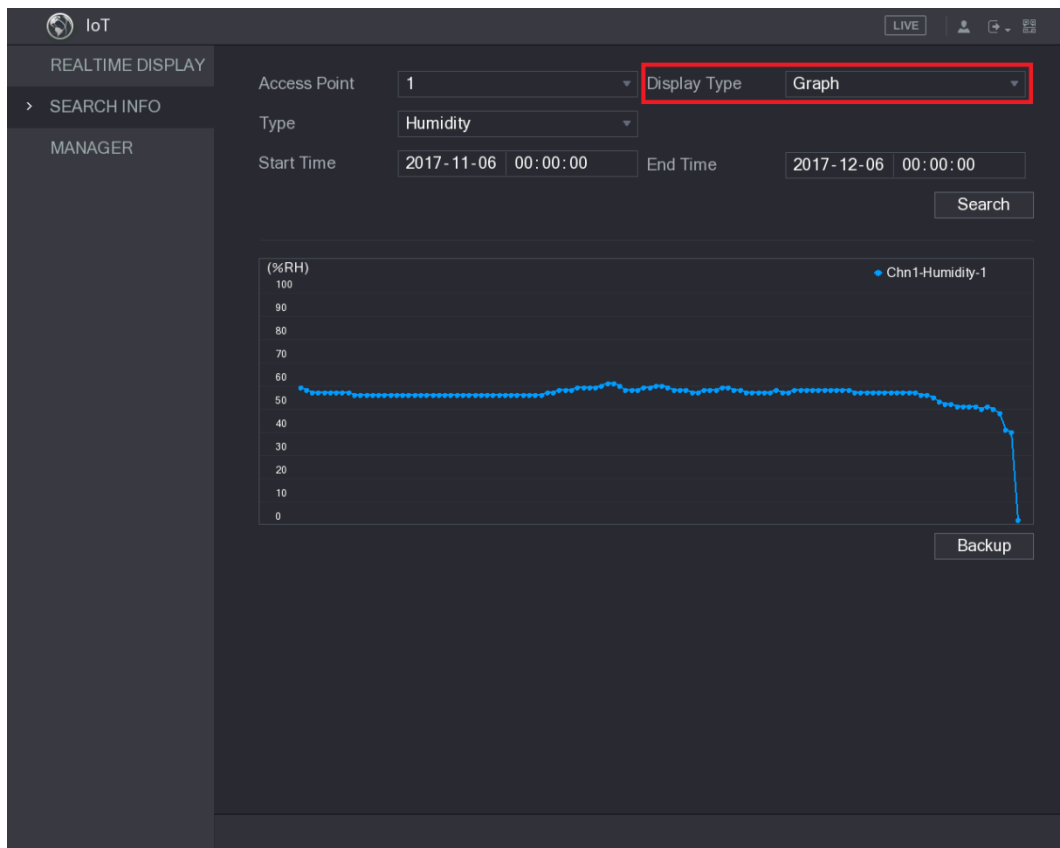 IoT
LIVE
REALTIME DISPLAY
SEARCH INFO
MANAGER
Access Point 1 Display Type Graph
Type Humidity
Start Time 2017-11-06 00:00:00 End Time 2017-12-06 00:00:00
Search
(%RH)
Chn1-Humidity-1
100
90
80
70
60
50
40
30
20
10
0
Backup